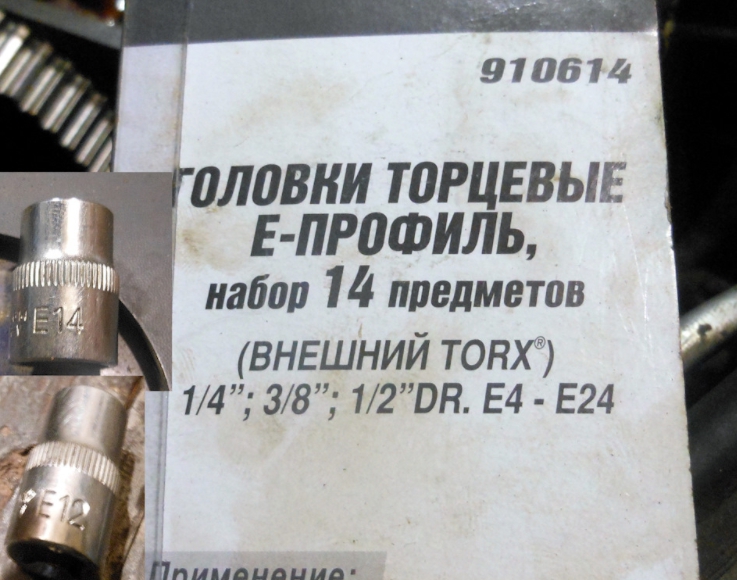 910614
ГОЛОВКИ ТОРЦЕВЫЕ
Е-ПРОФИЛЬ,
набор 14 предметов
(ВНЕШНИЙ TORX®)
1/4”; 3/8”; 1/2”DR. E4 - E24
E14
E12
Применение: